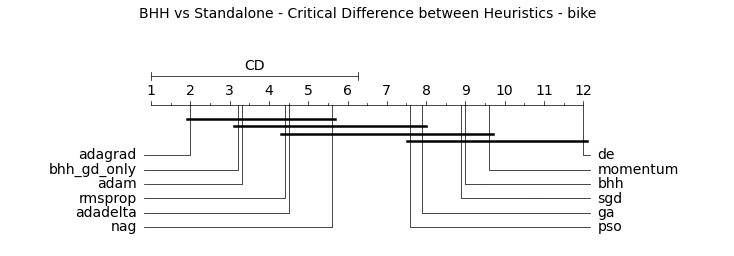 BHH vs Standalone - Critical Difference between Heuristics - bike
CD
1 2 3 4 5 6 7 8 9 10 11 12
adagrad de
bhh_gd_only momentum
adam bhh
rmsprop sgd
adadelta ga
nag pso